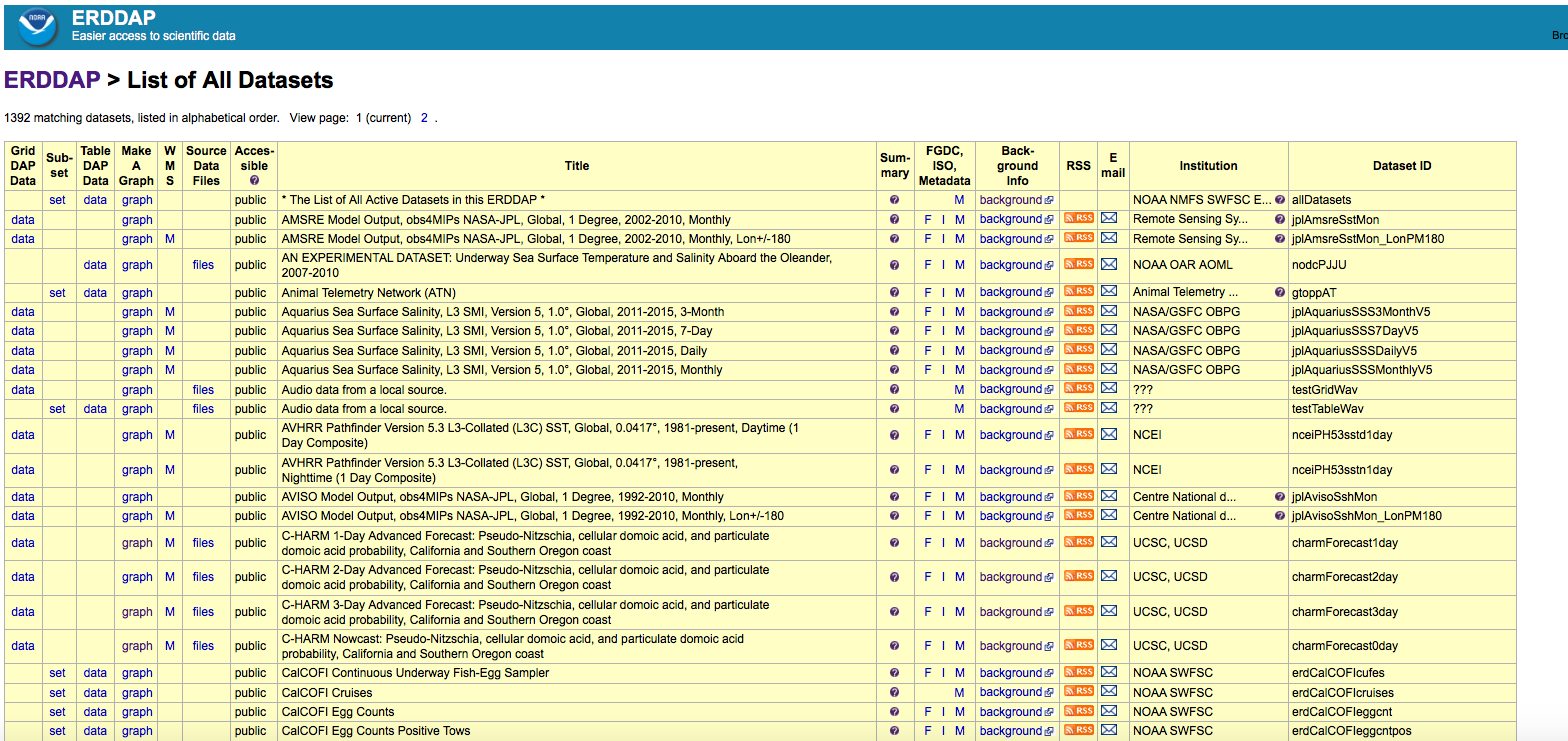 NOAA
ERDDAP
Easier access to scientific data
Bro
ERDDAP > List of All Datasets
1392 matching datasets, listed in alphabetical order. View page: 1 (current) 2 .
Grid DAP Data Sub-set Table DAP Data Make A Graph W M S Source Data Files Acces-sible ? Title Sum-mary FGDC, ISO, Metadata Back-ground Info RSS E mail Institution Dataset ID
set data graph public * The List of All Active Datasets in this ERDDAP * ? M background NOAA NMFS SWFSC E... ? allDatasets
data graph public AMSRE Model Output, obs4MIPs NASA-JPL, Global, 1 Degree, 2002-2010, Monthly ? F I M background RSS Remote Sensing Sy... ? jplAmsreSstMon
data graph M public AMSRE Model Output, obs4MIPs NASA-JPL, Global, 1 Degree, 2002-2010, Monthly, Lon+/-180 ? F I M background RSS Remote Sensing Sy... ? jplAmsreSstMon_LonPM180
data graph files public AN EXPERIMENTAL DATASET: Underway Sea Surface Temperature and Salinity Aboard the Oleander,
2007-2010 ? F I M background RSS NOAA OAR AOML nodcPJJU
set data graph public Animal Telemetry Network (ATN) ? F I M background RSS Animal Telemetry ... ? gtoppAT
data graph M public Aquarius Sea Surface Salinity, L3 SMI, Version 5, 1.0°, Global, 2011-2015, 3-Month ? F I M background RSS NASA/GSFC OBPG jplAquariusSSS3MonthV5
data graph M public Aquarius Sea Surface Salinity, L3 SMI, Version 5, 1.0°, Global, 2011-2015, 7-Day ? F I M background RSS NASA/GSFC OBPG jplAquariusSSS7DayV5
data graph M public Aquarius Sea Surface Salinity, L3 SMI, Version 5, 1.0°, Global, 2011-2015, Daily ? F I M background RSS NASA/GSFC OBPG jplAquariusSSSDailyV5
data graph M public Aquarius Sea Surface Salinity, L3 SMI, Version 5, 1.0°, Global, 2011-2015, Monthly ? F I M background RSS NASA/GSFC OBPG jplAquariusSSSMonthlyV5
data graph files public Audio data from a local source. ? M background RSS ??? testGridWav
set data graph files public Audio data from a local source. ? M background RSS ??? testTableWav
data graph M public AVHRR Pathfinder Version 5.3 L3-Collated (L3C) SST, Global, 0.0417°, 1981-present, Daytime (1
Day Composite) ? F I M background RSS NCEI nceiPH53sstd1day
data graph M public AVHRR Pathfinder Version 5.3 L3-Collated (L3C) SST, Global, 0.0417°, 1981-present,
Nighttime (1 Day Composite) ? F I M background RSS NCEI nceiPH53sstn1day
data graph public AVISO Model Output, obs4MIPs NASA-JPL, Global, 1 Degree, 1992-2010, Monthly ? F I M background RSS Centre National d... ? jplAvisoSshMon
data graph M public AVISO Model Output, obs4MIPs NASA-JPL, Global, 1 Degree, 1992-2010, Monthly, Lon+/-180 ? F I M background RSS Centre National d... ? jplAvisoSshMon_LonPM180
data graph M files public C-HARM 1-Day Advanced Forecast: Pseudo-Nitzschia, cellular domoic acid, and particulate
domoic acid probability, California and Southern Oregon coast ? F I M background RSS UCSC, UCSD charmForecast1day
data graph M files public C-HARM 2-Day Advanced Forecast: Pseudo-Nitzschia, cellular domoic acid, and particulate
domoic acid probability, California and Southern Oregon coast ? F I M background RSS UCSC, UCSD charmForecast2day
data graph M files public C-HARM 3-Day Advanced Forecast: Pseudo-Nitzschia, cellular domoic acid, and particulate
domoic acid probability, California and Southern Oregon coast ? F I M background RSS UCSC, UCSD charmForecast3day
data graph M files public C-HARM Nowcast: Pseudo-Nitzschia, cellular domoic acid, and particulate domoic acid
probability, California and Southern Oregon coast ? F I M background RSS UCSC, UCSD charmForecast0day
set data graph public CalCOFI Continuous Underway Fish-Egg Sampler ? F I M background RSS NOAA SWFSC erdCalCOFIcufes
set data graph public CalCOFI Cruises ? M background RSS NOAA SWFSC erdCalCOFIcruises
set data graph public CalCOFI Egg Counts ? F I M background RSS NOAA SWFSC erdCalCOFIeggcnt
set data graph public CalCOFI Egg Counts Positive Tows ? F I M background RSS NOAA SWFSC erdCalCOFIeggcntpos